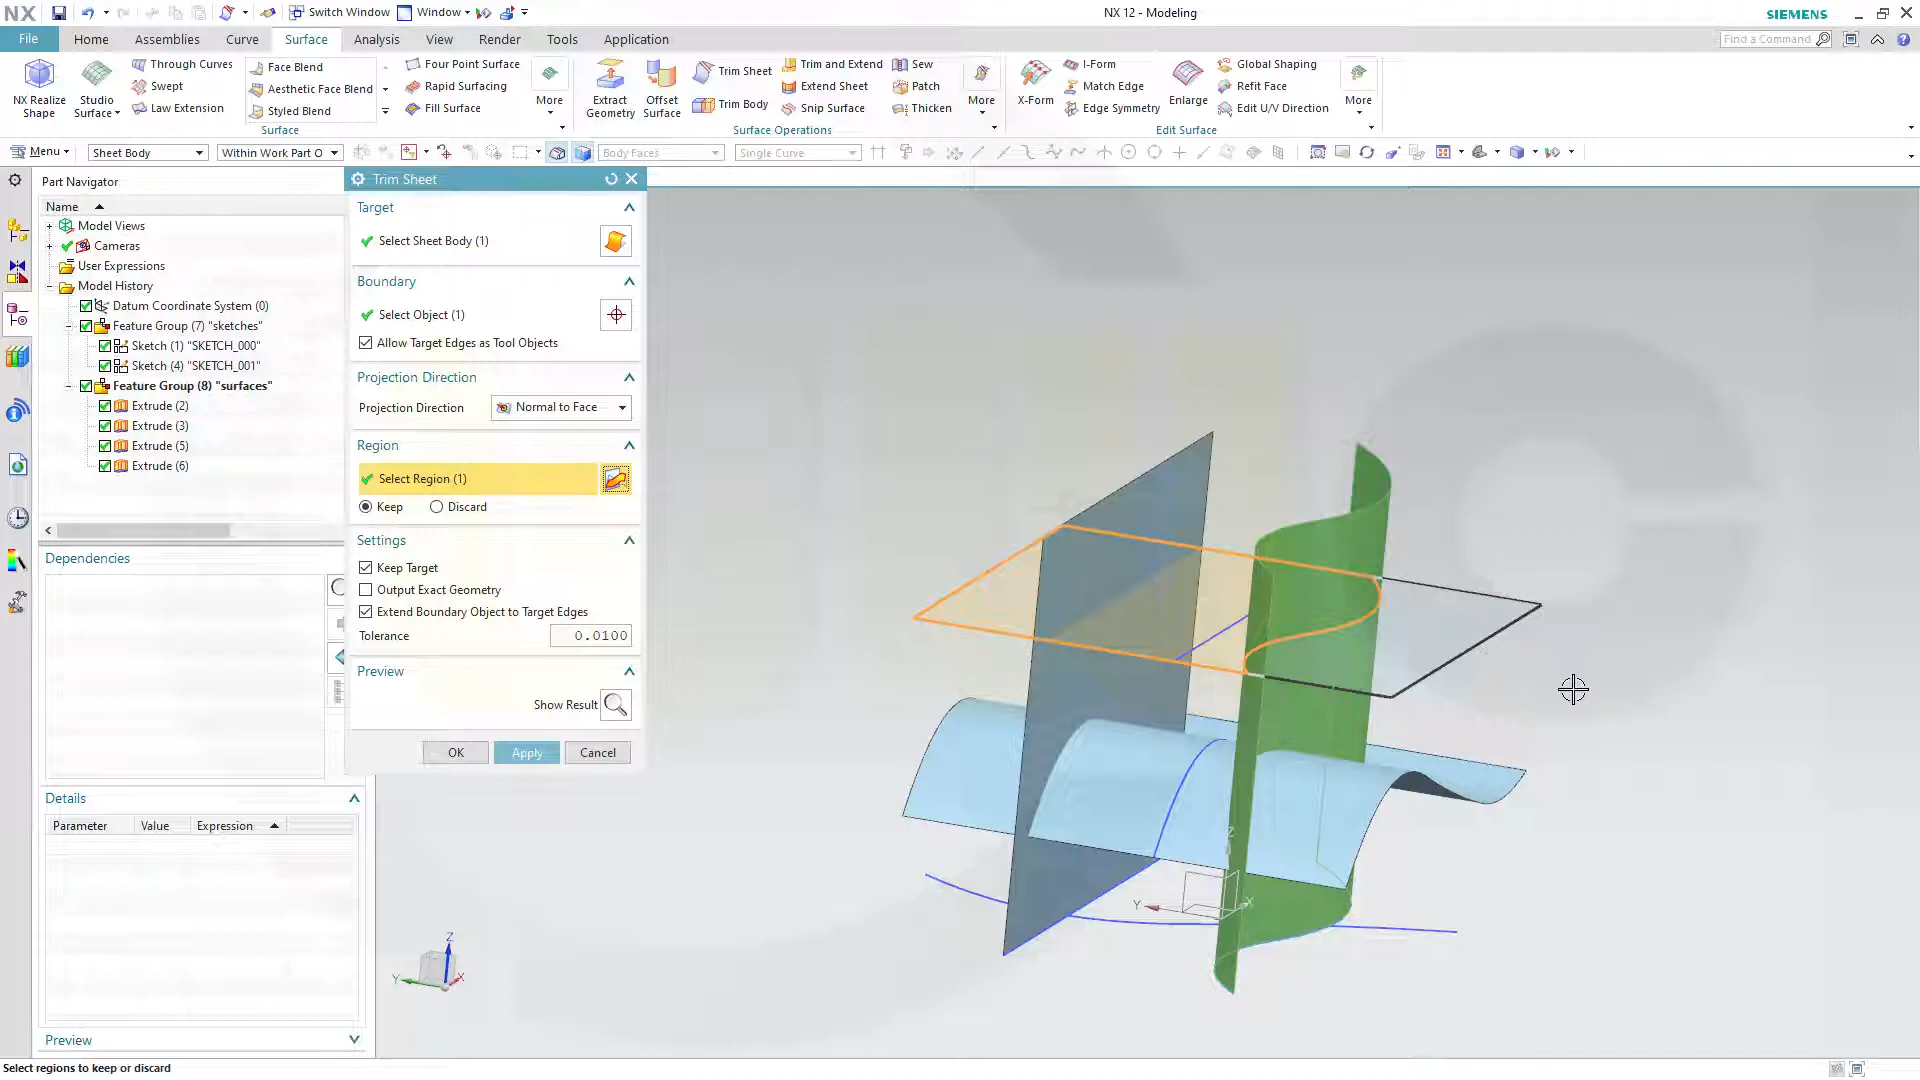 NX
Switch Window
Window
NX 12 - Modeling
SIEMENS
File
Home
Assemblies
Curve
Surface
Analysis
View
Render
Tools
Application
Find a Command
NX Realize Shape
Studio Surface
Through Curves
Swept
Law Extension
Face Blend
Aesthetic Face Blend
Styled Blend
Four Point Surface
Rapid Surfacing
Fill Surface
More
Surface
Extract Geometry
Offset Surface
Trim Sheet
Trim Body
Trim and Extend
Extend Sheet
Snip Surface
Sew
Patch
Thicken
More
Surface Operations
X-Form
I-Form
Match Edge
Edge Symmetry
Enlarge
Global Shaping
Refit Face
Edit U/V Direction
More
Edit Surface
Menu
Sheet Body
Within Work Part O
Body Faces
Single Curve
Part Navigator
Name
Model Views
Cameras
User Expressions
Model History
Datum Coordinate System (0)
Feature Group (7) "sketches"
Sketch (1) "SKETCH_000"
Sketch (4) "SKETCH_001"
Feature Group (8) "surfaces"
Extrude (2)
Extrude (3)
Extrude (5)
Extrude (6)
Dependencies
Details
Parameter
Value
Expression
Preview
Trim Sheet
Target
Select Sheet Body (1)
Boundary
Select Object (1)
Allow Target Edges as Tool Objects
Projection Direction
Projection Direction
Normal to Face
Region
Select Region (1)
Keep
Discard
Settings
Keep Target
Output Exact Geometry
Extend Boundary Object to Target Edges
Tolerance
0.0100
Preview
Show Result
OK
Apply
Cancel
Z
Y
X
Z
Y
X
Select regions to keep or discard